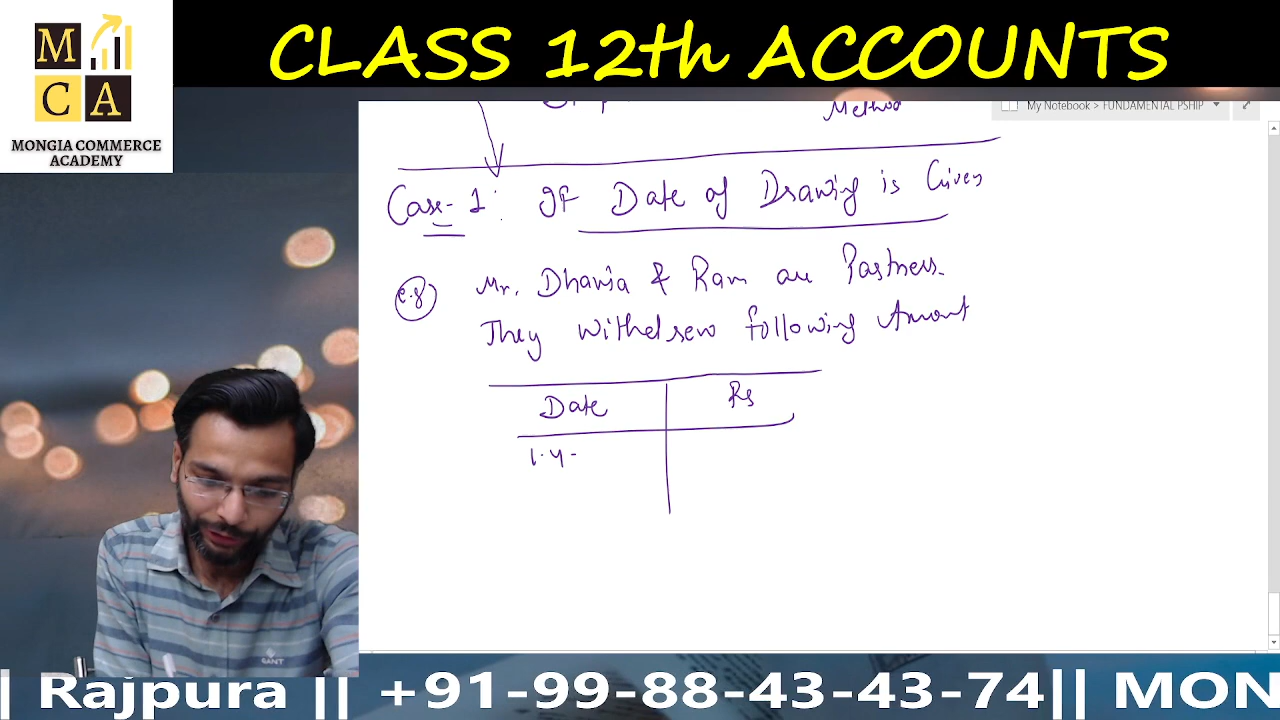 M
C A
MONGIA COMMERCE
ACADEMY
CLASS 12th ACCOUNTS
Method
My Notebook > FUNDAMENTAL PSHIP
Case-1: If Date of Drawing is Given
e.g Mr. Dhania & Ram are Partners.
They withdrew following Amount
Date Rs
1.4.
GANT
|| Rajpura || +91-99-88-43-43-74|| MON